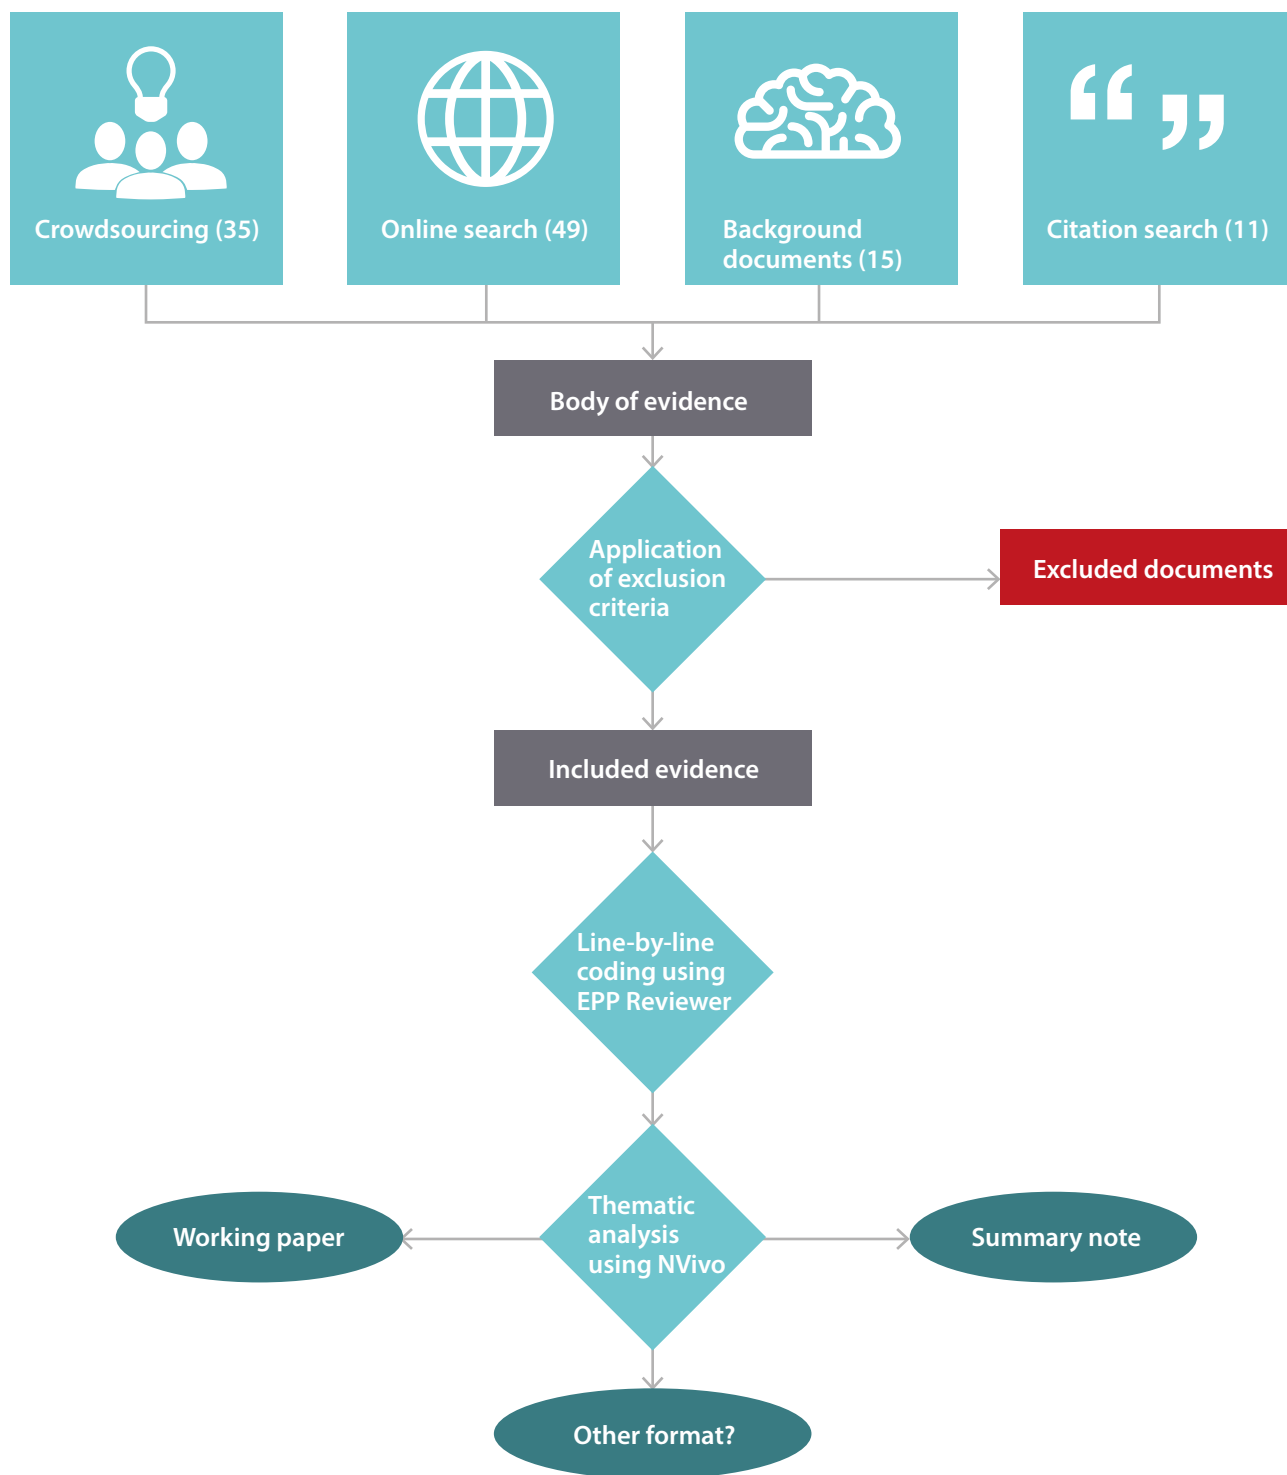 Crowdsourcing (35)
Online search (49)
Background
documents (15)
Citation search (11)
Body of evidence
Application
of exclusion
criteria
Excluded documents
Included evidence
Line-by-line
coding using
EPP Reviewer
Thematic
analysis
using NVivo
Working paper
Summary note
Other format?